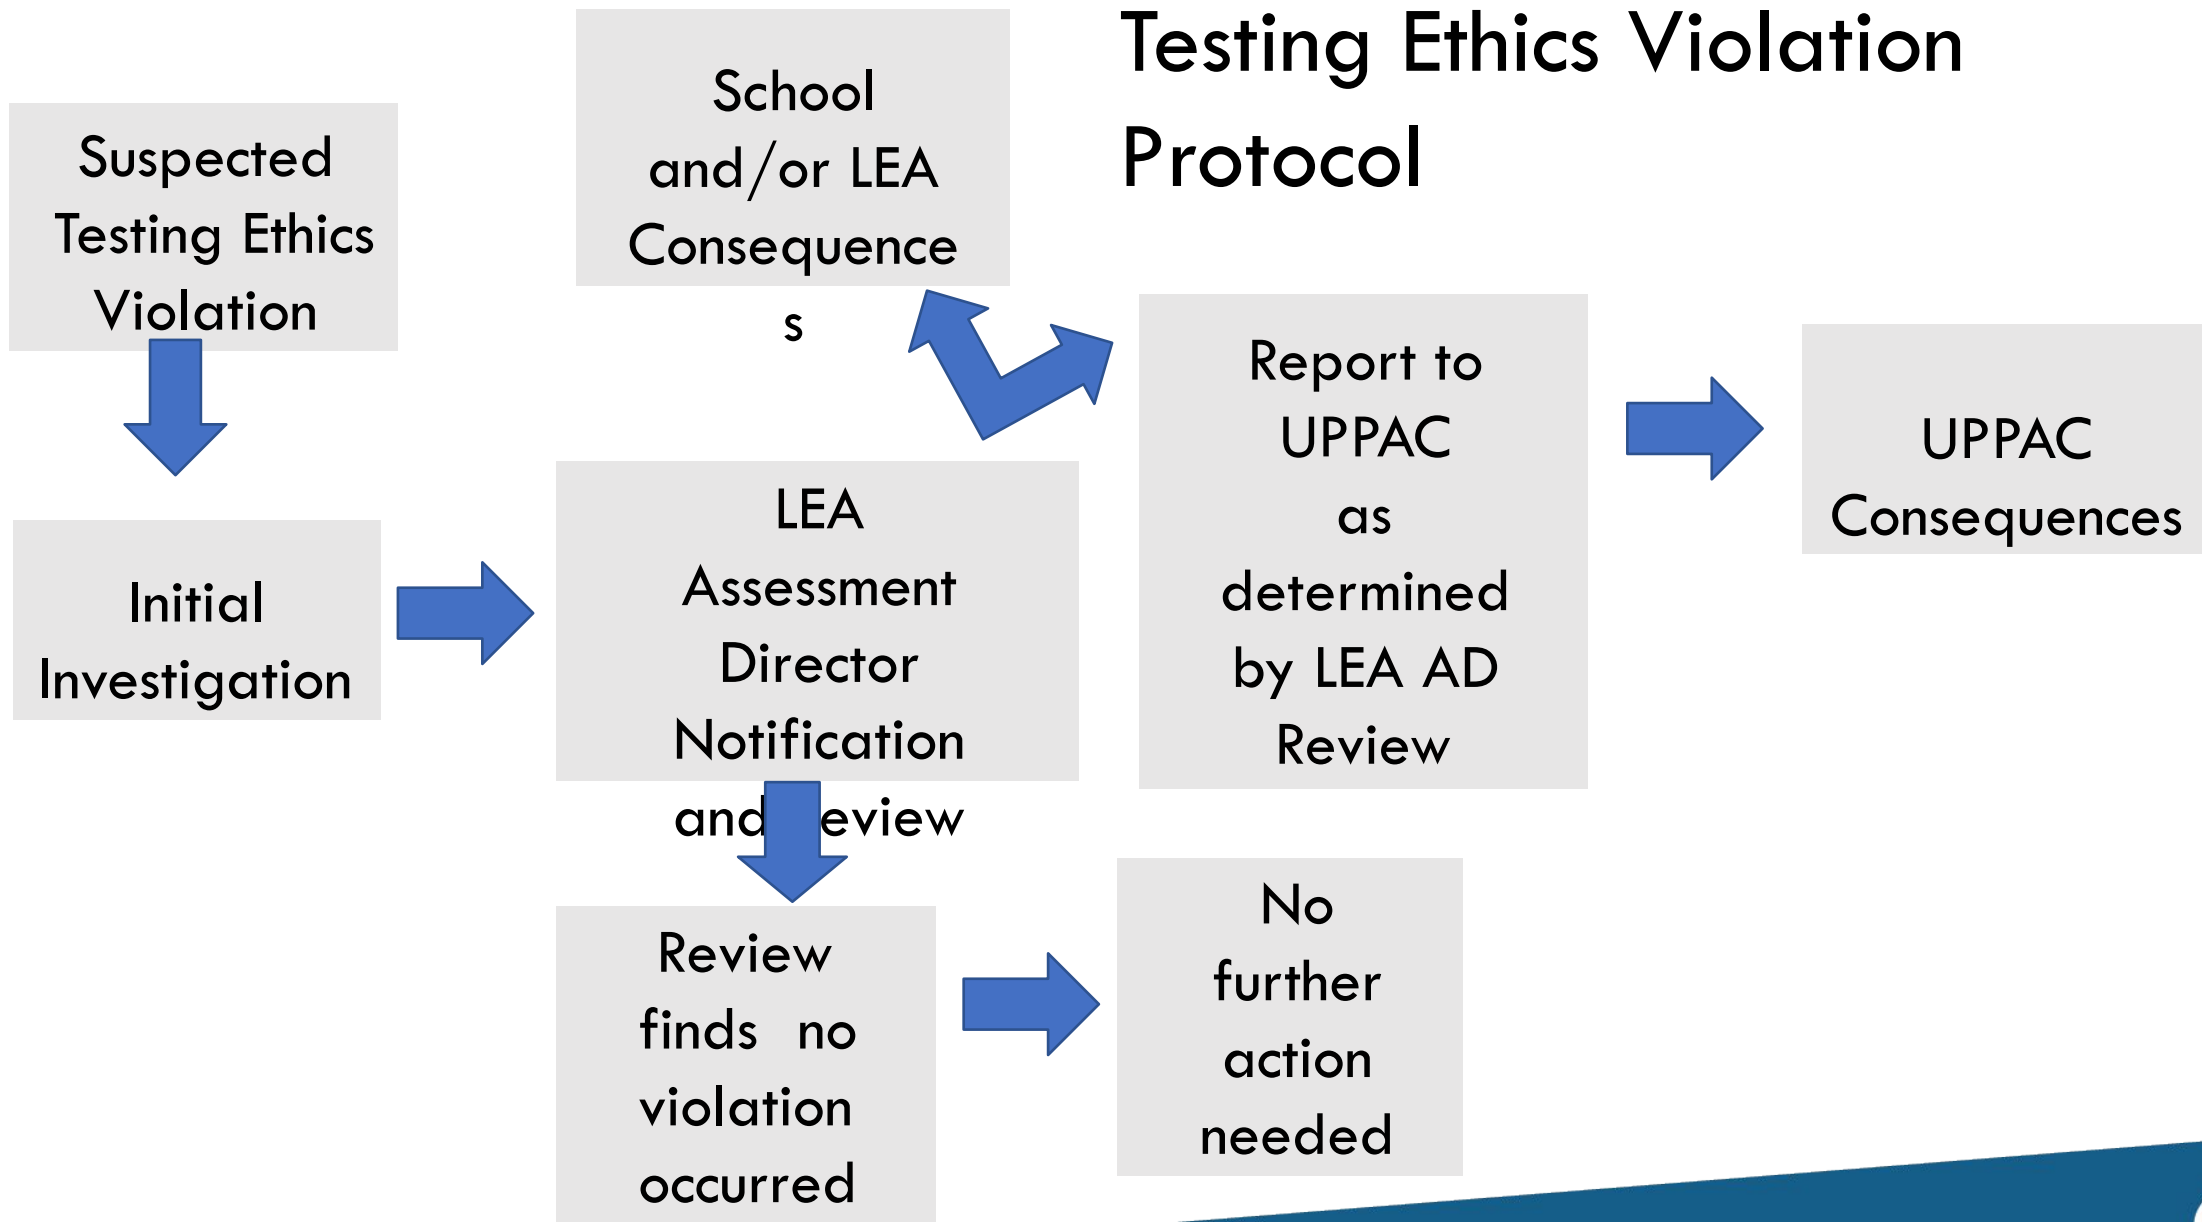 Testing Ethics Violation
Protocol
Suspected
Testing Ethics
Violation
Initial
Investigation
School
and/or LEA
Consequence
s
LEA
Assessment
Director
Notification
and eview
Report to
UPPAC
as
determined
by LEA AD
Review
UPPAC
Consequences
Review
finds no
violation
occurred
No
further
action
needed